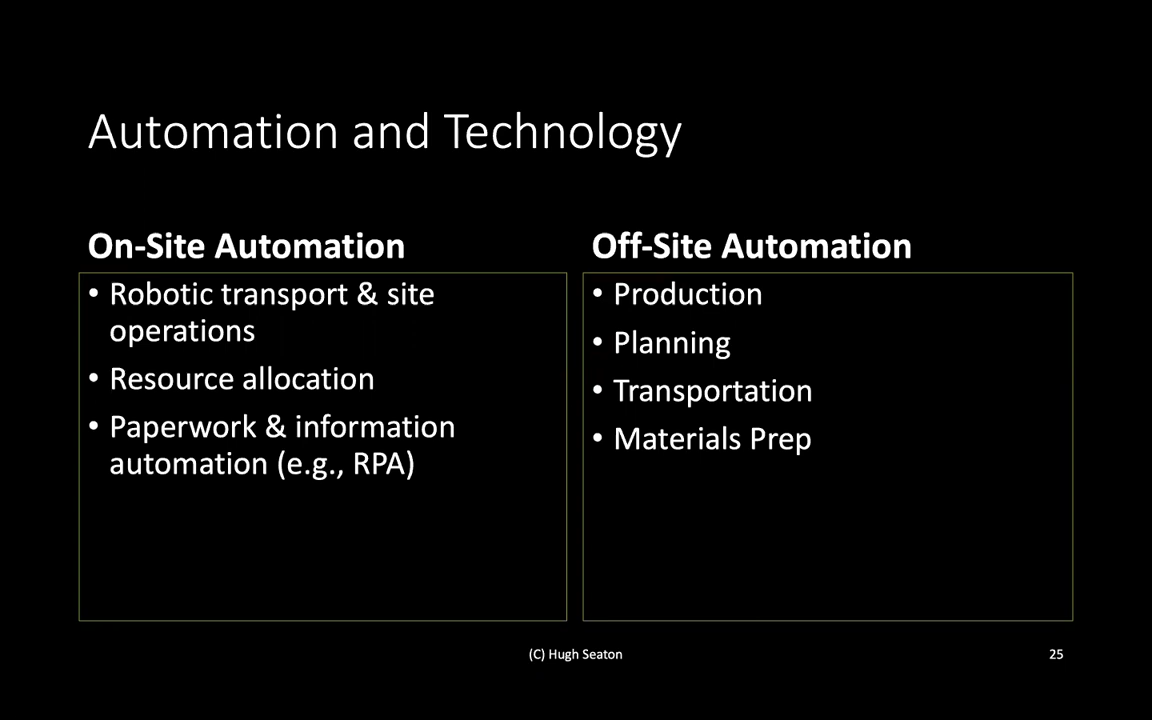 Automation and Technology
On-Site Automation
• Robotic transport & site
operations
• Resource allocation
• Paperwork & information
automation (e.g., RPA)
Off-Site Automation
• Production
• Planning
• Transportation
• Materials Prep
(C) Hugh Seaton
25